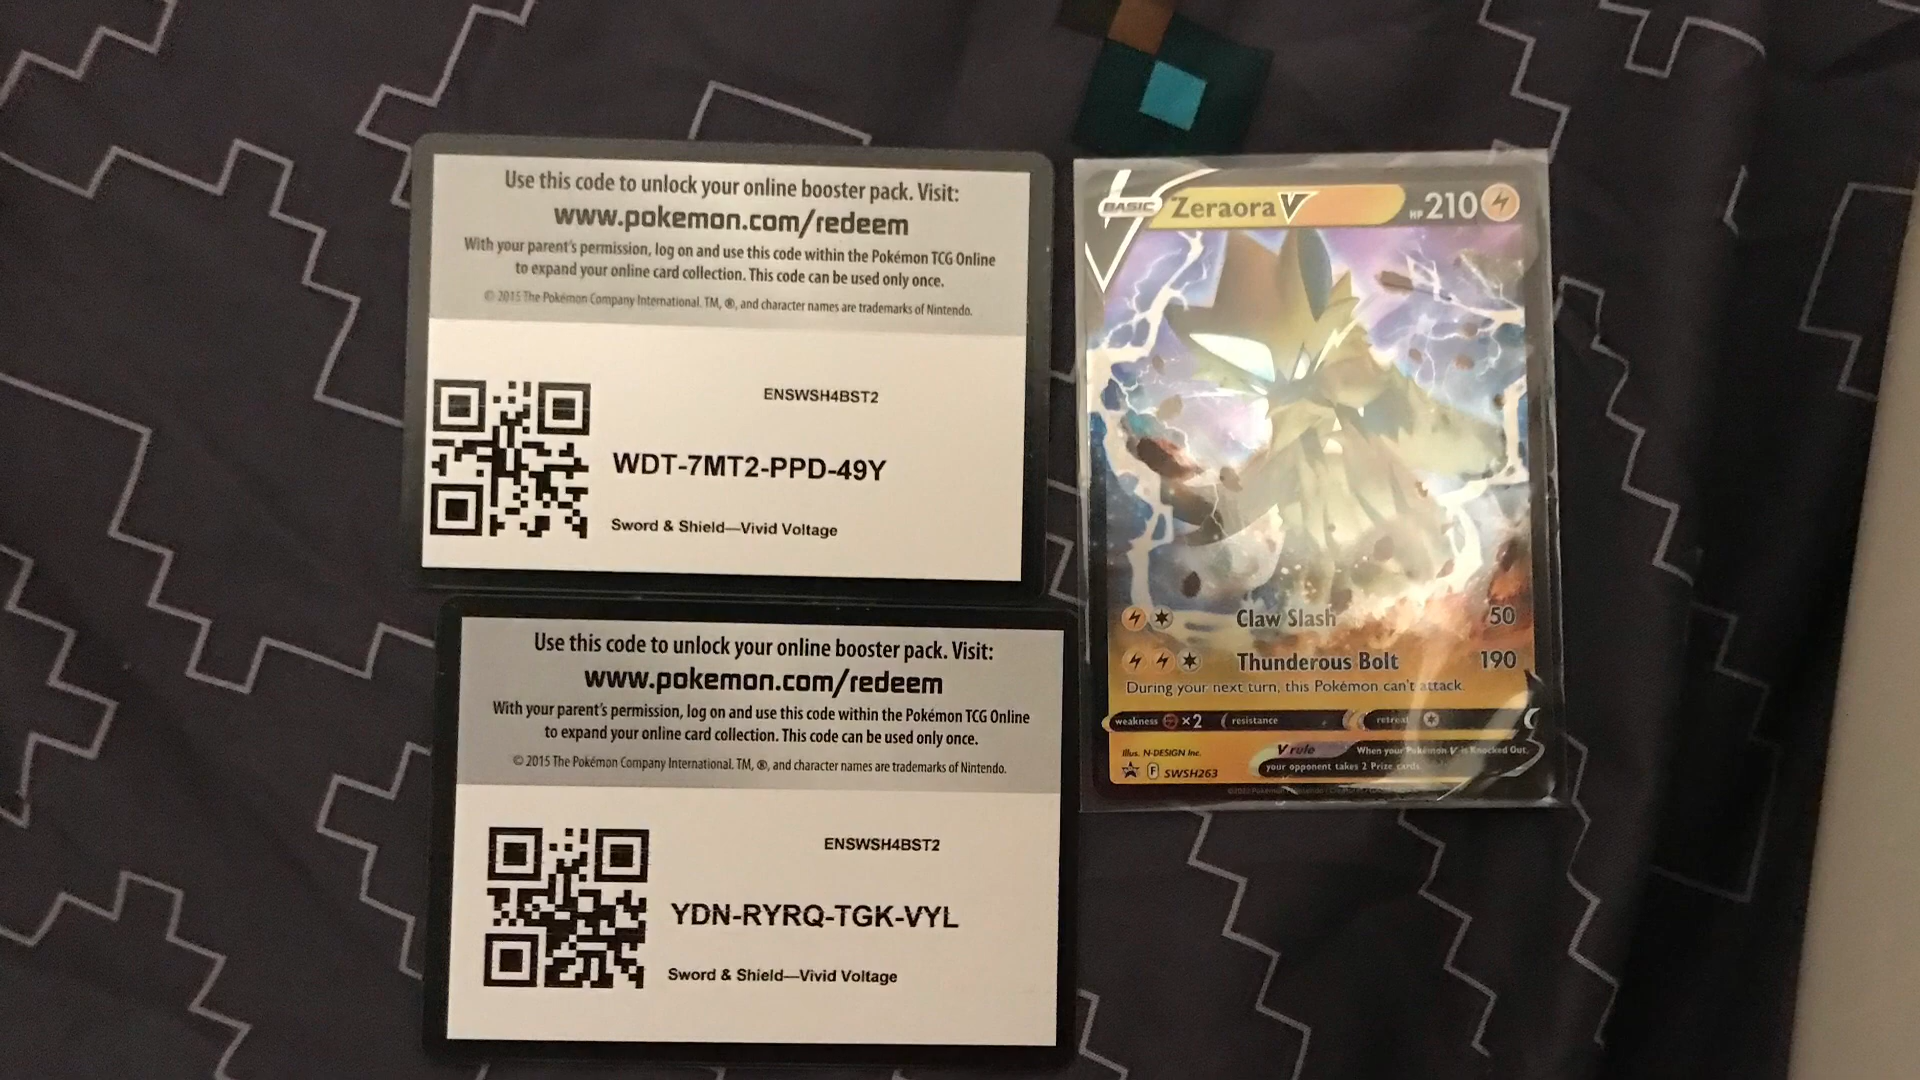 Use this code to unlock your online booster pack. Visit:
www.pokemon.com/redeem
With your parent's permission, log on and use this code within the Pokémon TCG Online
to expand your online card collection. This code can be used only once.
© 2015 The Pokémon Company International. TM, ®, and character names are trademarks of Nintendo.
ENSWSH4BST2
WDT-7MT2-PPD-49Y
Sword & Shield—Vivid Voltage
Use this code to unlock your online booster pack. Visit:
www.pokemon.com/redeem
With your parent's permission, log on and use this code within the Pokémon TCG Online
to expand your online card collection. This code can be used only once.
© 2015 The Pokémon Company International. TM, ®, and character names are trademarks of Nintendo.
ENSWSH4BST2
YDN-RYRQ-TGK-VYL
Sword & Shield—Vivid Voltage
BASIC Zeraora V HP 210
Claw Slash 50
Thunderous Bolt 190
During your next turn, this Pokémon can't attack.
weakness ×2 resistance retreat
Illus. N-DESIGN Inc.
F SWSH263
V rule When your Pokémon V is Knocked Out,
your opponent takes 2 Prize cards.